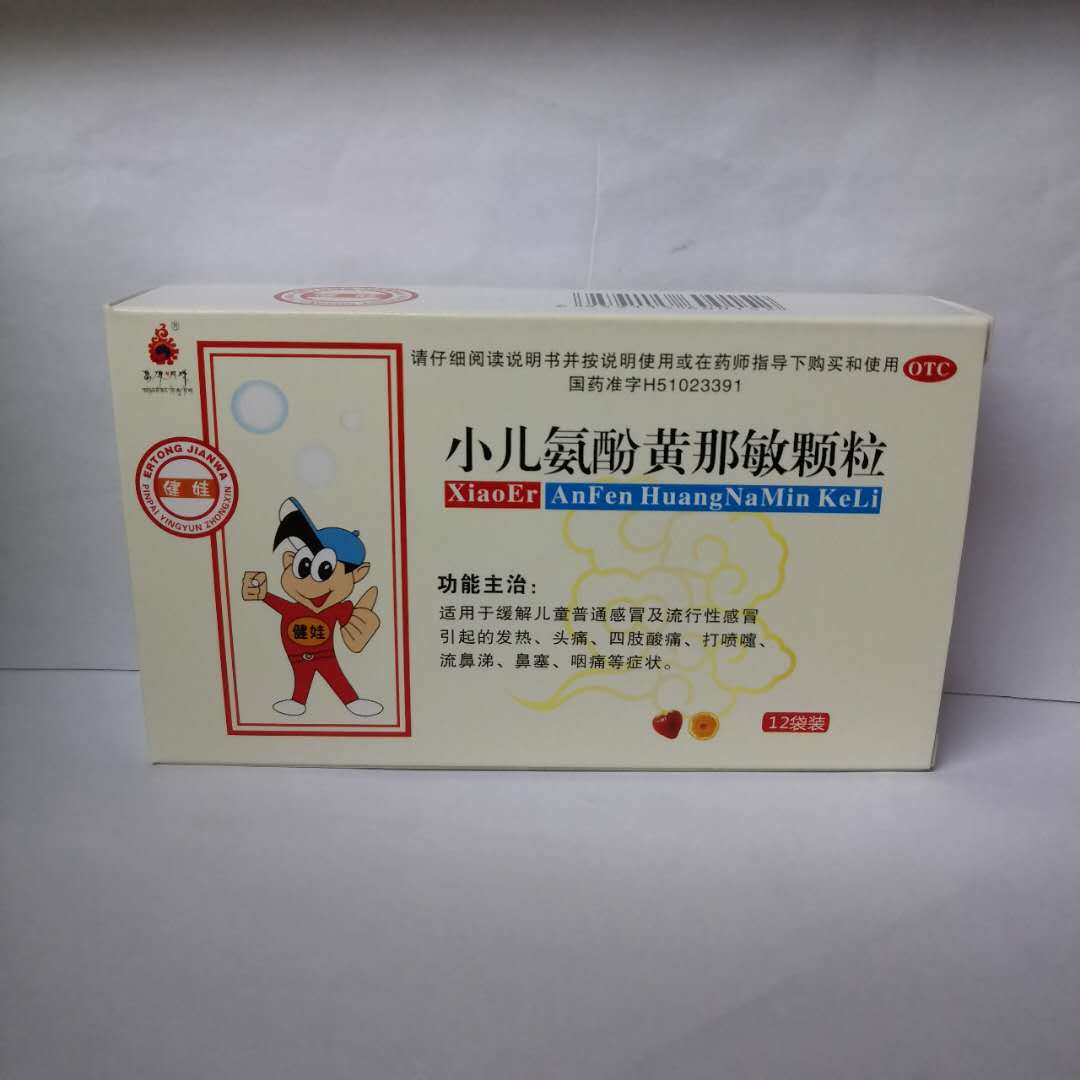 请仔细阅读说明书并按说明使用或在药师指导下购买和使用
OTC
国药准字H51023391
小儿氨酚黄那敏颗粒
XiaoEr AnFen HuangNaMin KeLi
ERTONG JIANWA
健娃
PINPAI YINGYUN ZHONGXIN
健娃
功能主治：
适用于缓解儿童普通感冒及流行性感冒
引起的发热、头痛、四肢酸痛、打喷嚏、
流鼻涕、鼻塞、咽痛等症状。
12袋装